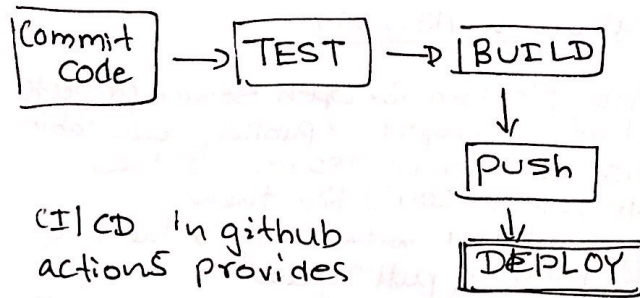 Commit
Code
TEST
BUILD
PUSh
DEPLOY
CI|CD in github
actions provides